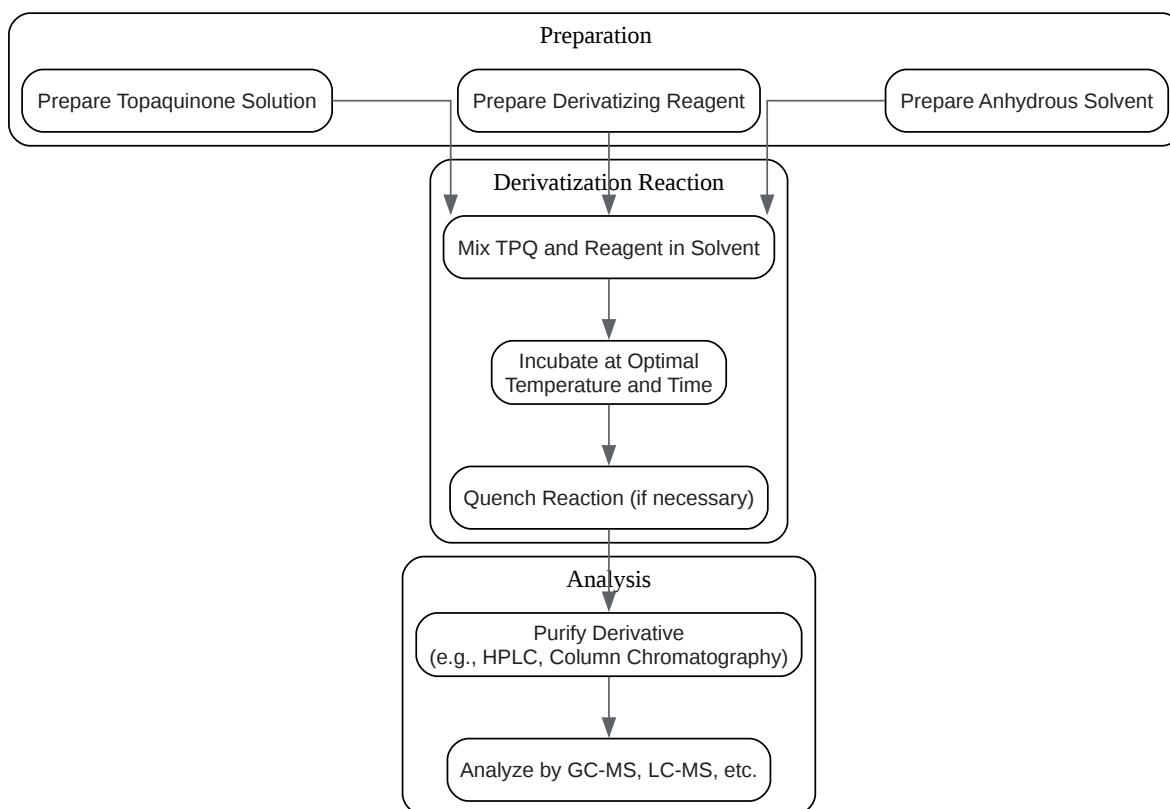 Preparation
Prepare Topaquinone Solution
Prepare Derivatizing Reagent
Prepare Anhydrous Solvent
Derivatization Reaction
Mix TPQ and Reagent in Solvent
Incubate at Optimal
Temperature and Time
Quench Reaction (if necessary)
Analysis
Purify Derivative
(e.g., HPLC, Column Chromatography)
Analyze by GC-MS, LC-MS, etc.